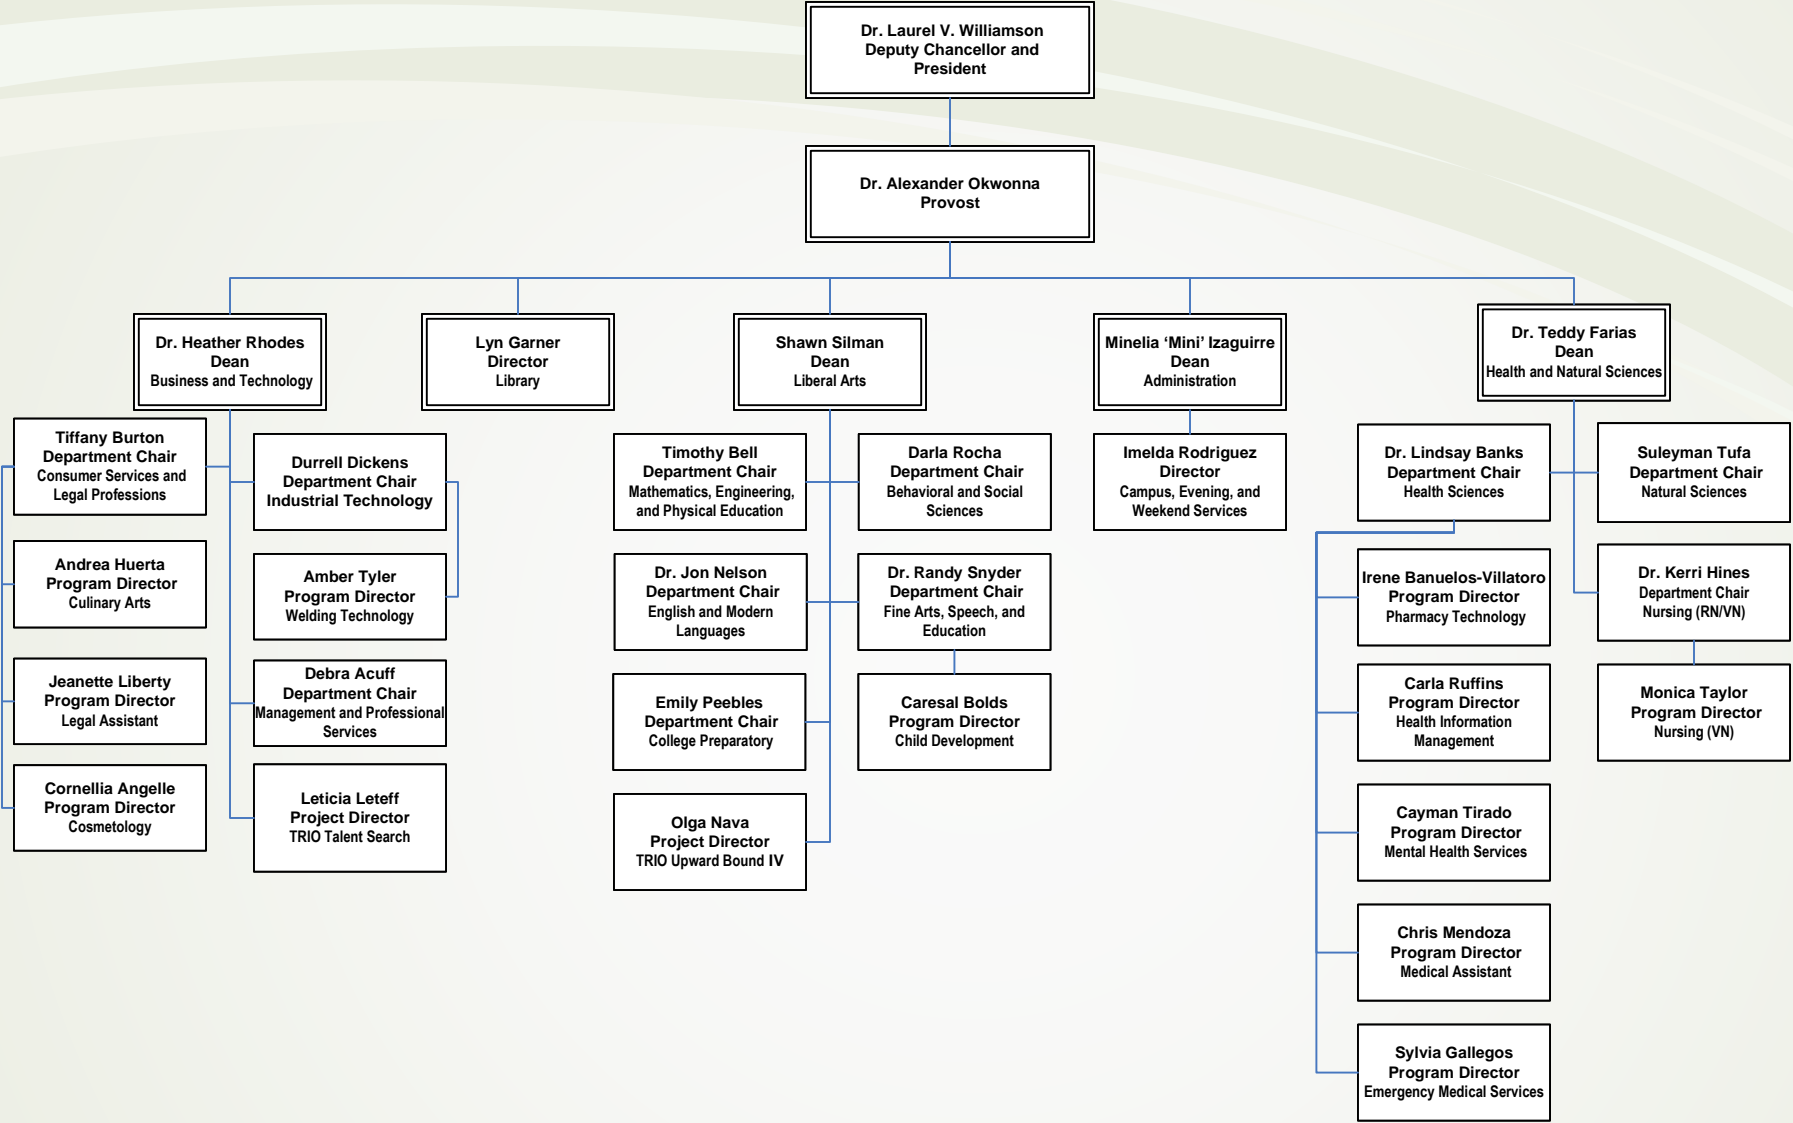 Dr. Laurel V. Williamson
Deputy Chancellor and
President
Dr. Alexander Okwonna
Provost
Dr. Heather Rhodes
Dean
Business and Technology
Lyn Garner
Director
Library
Shawn Silman
Dean
Liberal Arts
Minelia ‘Mini’ Izaguirre
Dean
Administration
Dr. Teddy Farias
Dean
Health and Natural Sciences
Tiffany Burton
Department Chair
Consumer Services and
Legal Professions
Andrea Huerta
Program Director
Culinary Arts
Jeanette Liberty
Program Director
Legal Assistant
Cornellia Angelle
Program Director
Cosmetology
Durrell Dickens
Department Chair
Industrial Technology
Amber Tyler
Program Director
Welding Technology
Debra Acuff
Department Chair
Management and Professional
Services
Leticia Leteff
Project Director
TRIO Talent Search
Timothy Bell
Department Chair
Mathematics, Engineering,
and Physical Education
Dr. Jon Nelson
Department Chair
English and Modern
Languages
Emily Peebles
Department Chair
College Preparatory
Olga Nava
Project Director
TRIO Upward Bound IV
Darla Rocha
Department Chair
Behavioral and Social
Sciences
Dr. Randy Snyder
Department Chair
Fine Arts, Speech, and
Education
Caresal Bolds
Program Director
Child Development
Imelda Rodriguez
Director
Campus, Evening, and
Weekend Services
Dr. Lindsay Banks
Department Chair
Health Sciences
Irene Banuelos-Villatoro
Program Director
Pharmacy Technology
Carla Ruffins
Program Director
Health Information
Management
Cayman Tirado
Program Director
Mental Health Services
Chris Mendoza
Program Director
Medical Assistant
Sylvia Gallegos
Program Director
Emergency Medical Services
Suleyman Tufa
Department Chair
Natural Sciences
Dr. Kerri Hines
Department Chair
Nursing (RN/VN)
Monica Taylor
Program Director
Nursing (VN)